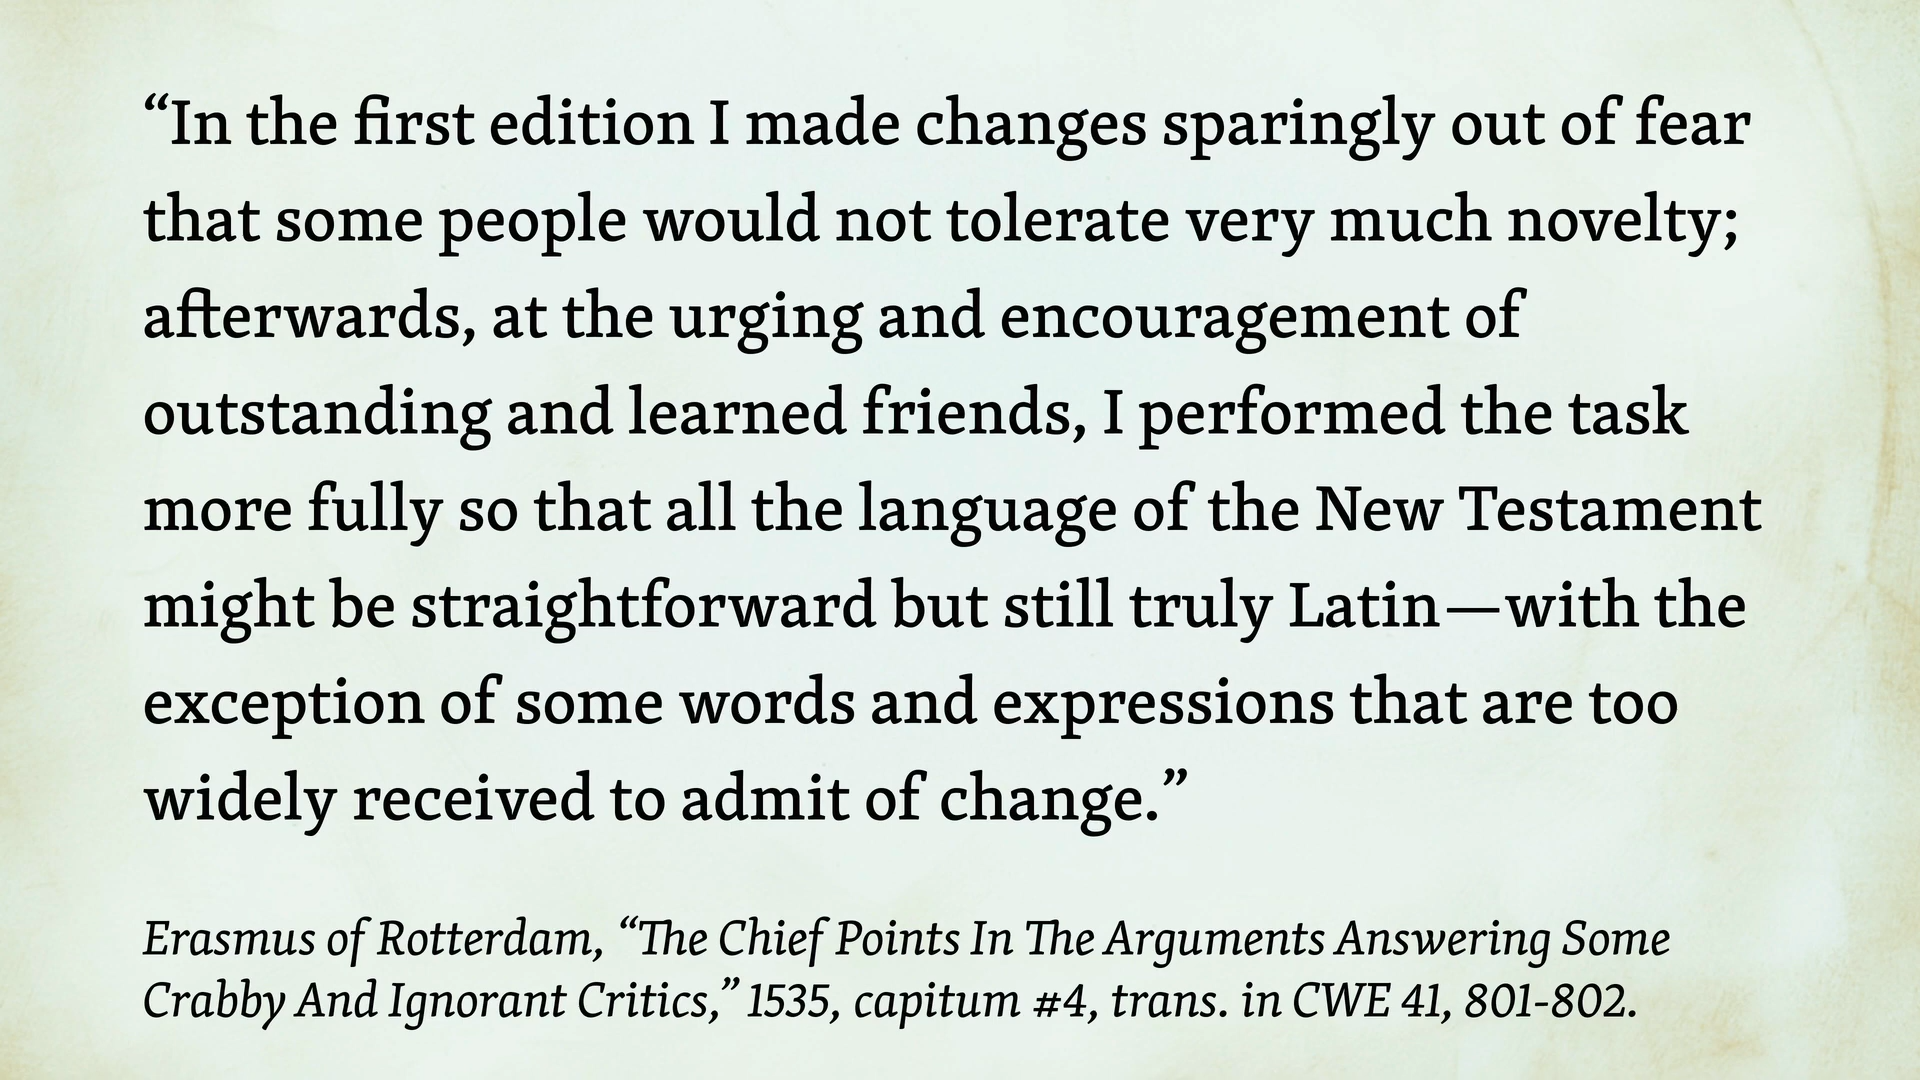 “In the first edition I made changes sparingly out of fear
that some people would not tolerate very much novelty;
afterwards, at the urging and encouragement of
outstanding and learned friends, I performed the task
more fully so that all the language of the New Testament
might be straightforward but still truly Latin—with the
exception of some words and expressions that are too
widely received to admit of change.”
Erasmus of Rotterdam, “The Chief Points In The Arguments Answering Some
Crabby And Ignorant Critics,” 1535, capitum #4, trans. in CWE 41, 801-802.